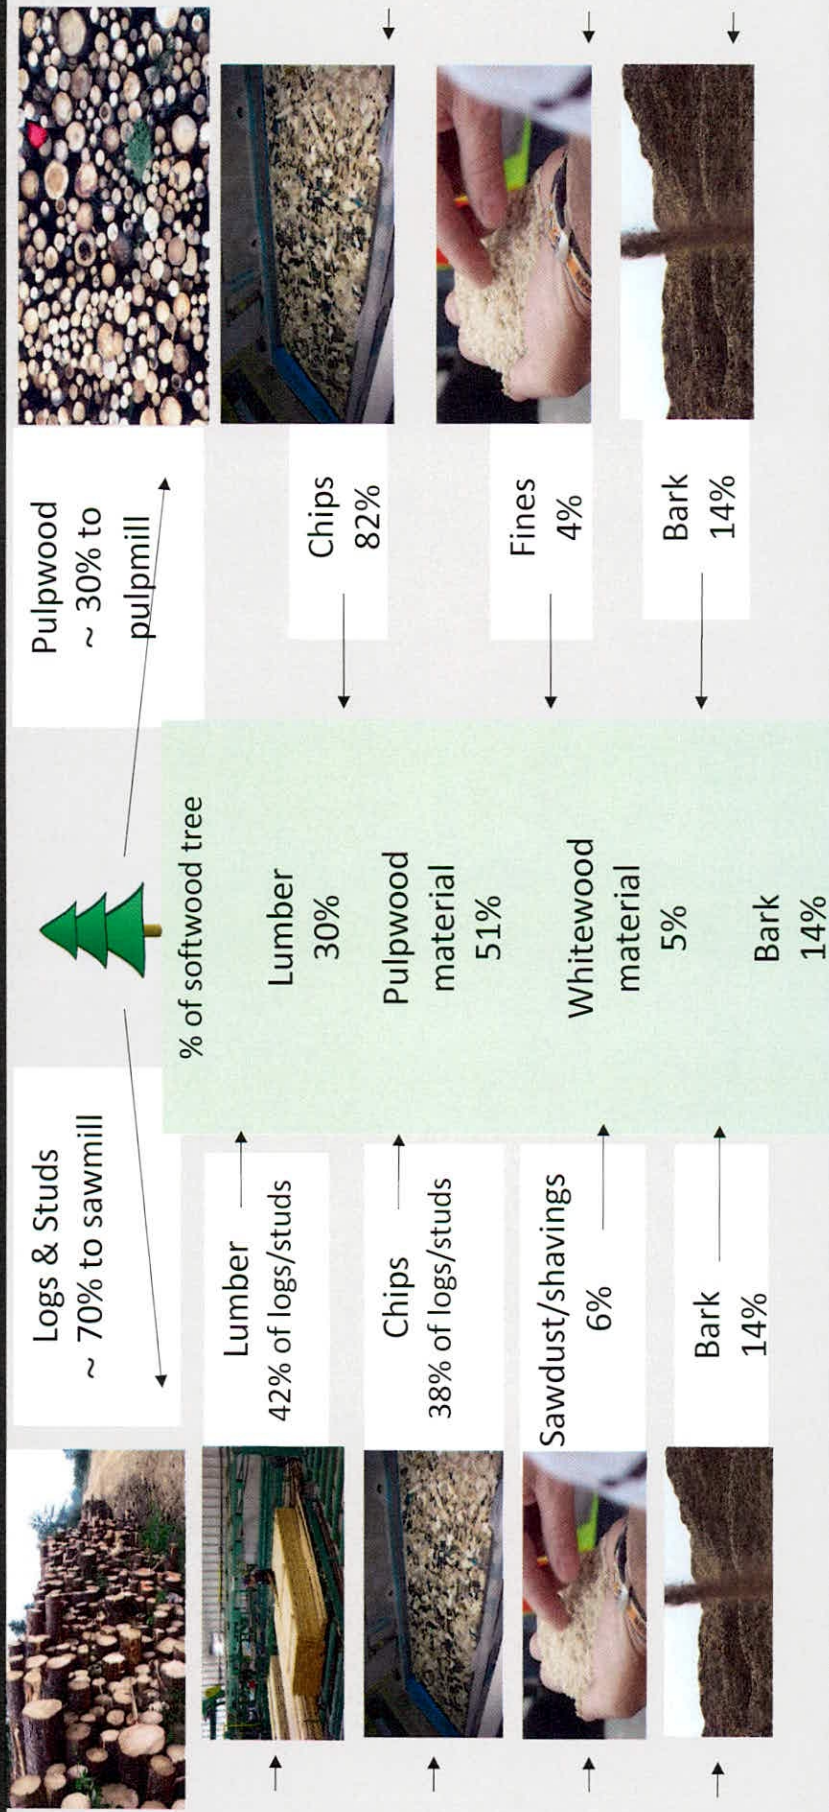 Logs & Studs
~ 70% to sawmill
Pulpwood
~ 30% to
pulpmill
% of softwood tree
Lumber
42% of logs/studs
Lumber
30%
Chips
38% of logs/studs
Pulpwood
material
51%
Chips
82%
Sawdust/shavings
6%
Whitewood
material
5%
Fines
4%
Bark
14%
Bark
14%
Bark
14%